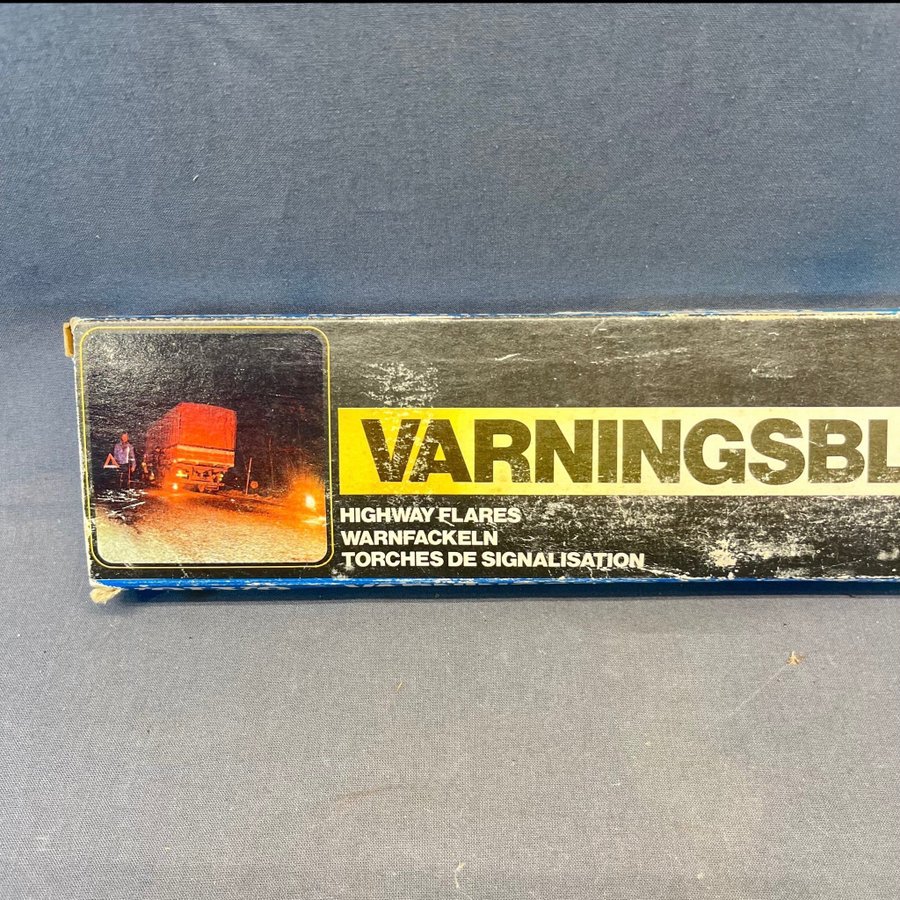 VARNINGSBL
HIGHWAY FLARES
WARNFACKELN
TORCHES DE SIGNALISATION